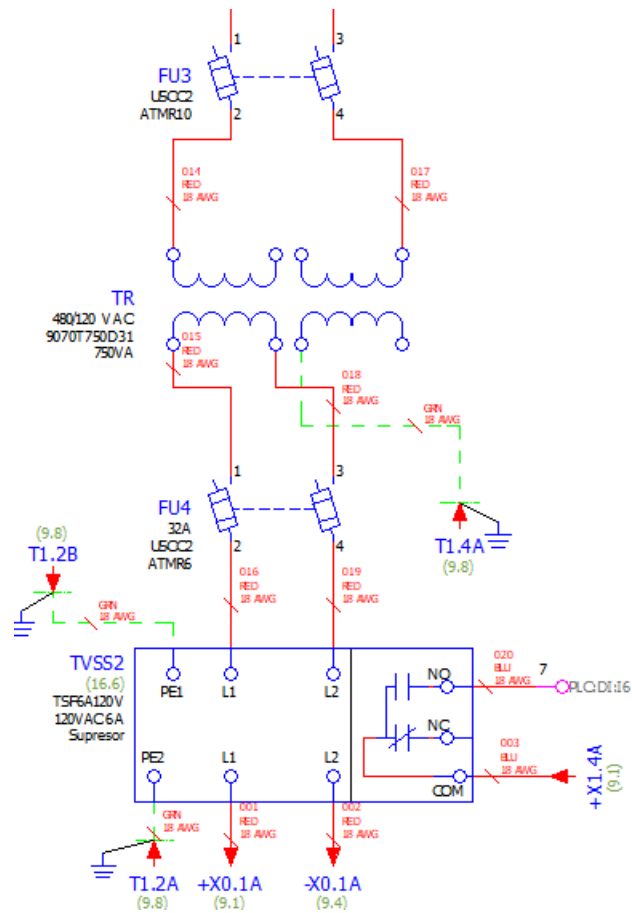 1
3
FU3
USCC2
ATMR10
2
4
014
RED
18 AWG
017
RED
18 AWG
TR
480/120 VAC
9070T750D31
750VA
015
RED
18 AWG
018
RED
18 AWG
GRN
18 AWG
1
3
FU4
32A
USCC2
ATMR6
2
4
T1.4A
(9.8)
(9.8)
T1.2B
GRN
18 AWG
016
RED
18 AWG
019
RED
18 AWG
TVSS2
(16.6)
TSF6A120V
120VAC6A
Supresor
PE1
L1
L2
NO
020
BLU
18 AWG
7
PLC:DI:I6
NC
PE2
L1
L2
COM
003
BLU
18 AWG
+X1.4A
(9.1)
GRN
18 AWG
001
RED
18 AWG
002
RED
18 AWG
T1.2A
(9.8)
+X0.1A
(9.1)
-X0.1A
(9.4)